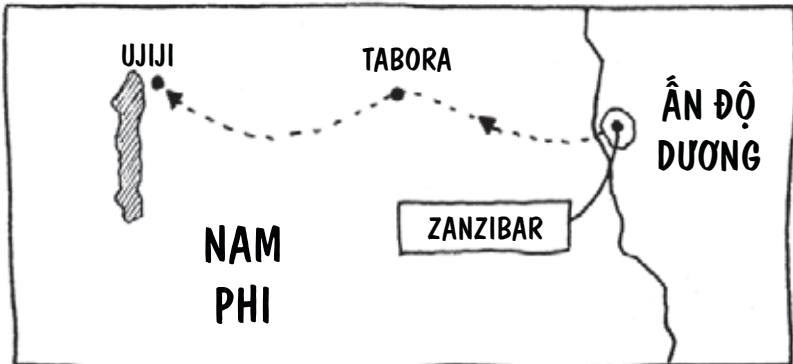 UJIJI
TABORA
ẤN ĐỘ
DƯƠNG
ZANZIBAR
NAM
PHI